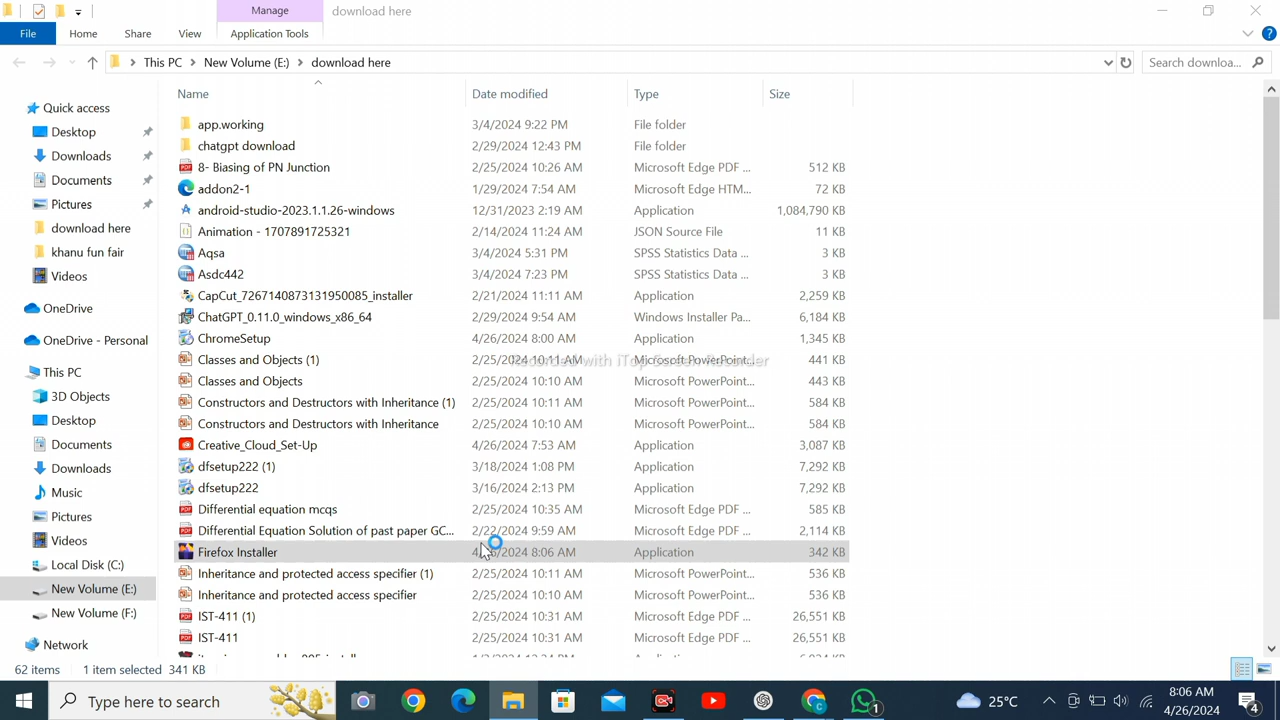 Manage
download here
File
Home
Share
View
Application Tools
This PC
New Volume (E:)
download here
Search downloa...
Name
Date modified
Type
Size
Quick access
Desktop
Downloads
Documents
Pictures
download here
khanu fun fair
Videos
OneDrive
OneDrive - Personal
This PC
3D Objects
Desktop
Documents
Downloads
Music
Pictures
Videos
Local Disk (C:)
New Volume (E:)
New Volume (F:)
Network
app.working 3/4/2024 9:22 PM File folder
chatgpt download 2/29/2024 12:43 PM File folder
8- Biasing of PN Junction 2/25/2024 10:26 AM Microsoft Edge PDF ... 512 KB
addon2-1 1/29/2024 7:54 AM Microsoft Edge HTM... 72 KB
android-studio-2023.1.1.26-windows 12/31/2023 2:19 AM Application 1,084,790 KB
Animation - 1707891725321 2/14/2024 11:24 AM JSON Source File 11 KB
Aqsa 3/4/2024 5:31 PM SPSS Statistics Data ... 3 KB
Asdc442 3/4/2024 7:23 PM SPSS Statistics Data ... 3 KB
CapCut_7267140873131950085_installer 2/21/2024 11:11 AM Application 2,259 KB
ChatGPT_0.11.0_windows_x86_64 2/29/2024 9:54 AM Windows Installer Pa... 6,184 KB
ChromeSetup 4/26/2024 8:00 AM Application 1,345 KB
Classes and Objects (1) 2/25/2024 10:11 AM Microsoft PowerPoint... 441 KB
Recorded with iTop Screen Recorder
Classes and Objects 2/25/2024 10:10 AM Microsoft PowerPoint... 443 KB
Constructors and Destructors with Inheritance (1) 2/25/2024 10:11 AM Microsoft PowerPoint... 584 KB
Constructors and Destructors with Inheritance 2/25/2024 10:10 AM Microsoft PowerPoint... 584 KB
Creative_Cloud_Set-Up 4/26/2024 7:53 AM Application 3,087 KB
dfsetup222 (1) 3/18/2024 1:08 PM Application 7,292 KB
dfsetup222 3/16/2024 2:13 PM Application 7,292 KB
Differential equation mcqs 2/25/2024 10:35 AM Microsoft Edge PDF ... 585 KB
Differential Equation Solution of past paper GC... 2/22/2024 9:59 AM Microsoft Edge PDF ... 2,114 KB
Firefox Installer /2024 8:06 AM Application 342 KB
Inheritance and protected access specifier (1) 2/25/2024 10:11 AM Microsoft PowerPoint... 536 KB
Inheritance and protected access specifier 2/25/2024 10:10 AM Microsoft PowerPoint... 536 KB
IST-411 (1) 2/25/2024 10:31 AM Microsoft Edge PDF ... 26,551 KB
IST-411 2/25/2024 10:31 AM Microsoft Edge PDF ... 26,551 KB
62 items 1 item selected 341 KB
Type here to search
1
25°C
8:06 AM
4/26/2024
4